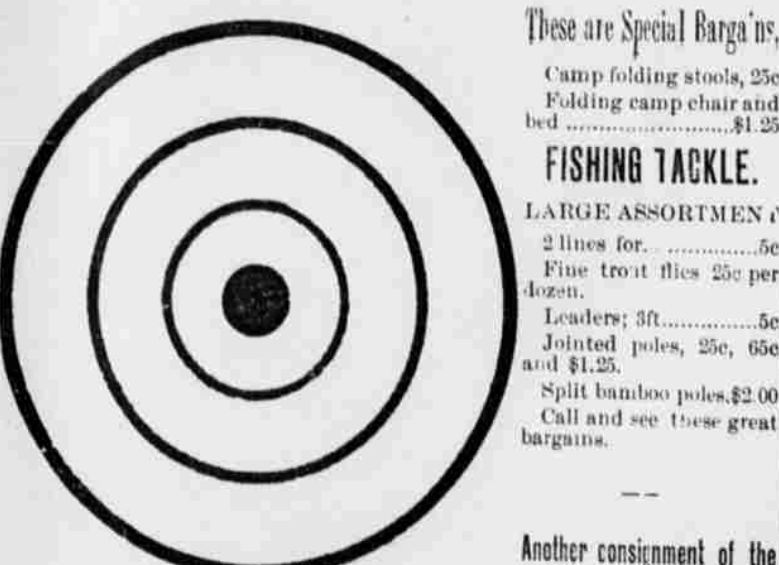 These are Special Barga'ns.
Camp folding stools, 25c
Folding camp chair and
bed ........................$1.25
FISHING TACKLE.
LARGE ASSORTMEN
2 lines for. ..............5c
Fine trout flies 25c per
dozen.
Leaders; 3ft...............5c
Jointed poles, 25c, 65c
and $1.25.
Split bamboo poles,$2.00
Call and see these great
bargains.
Another consignment of the